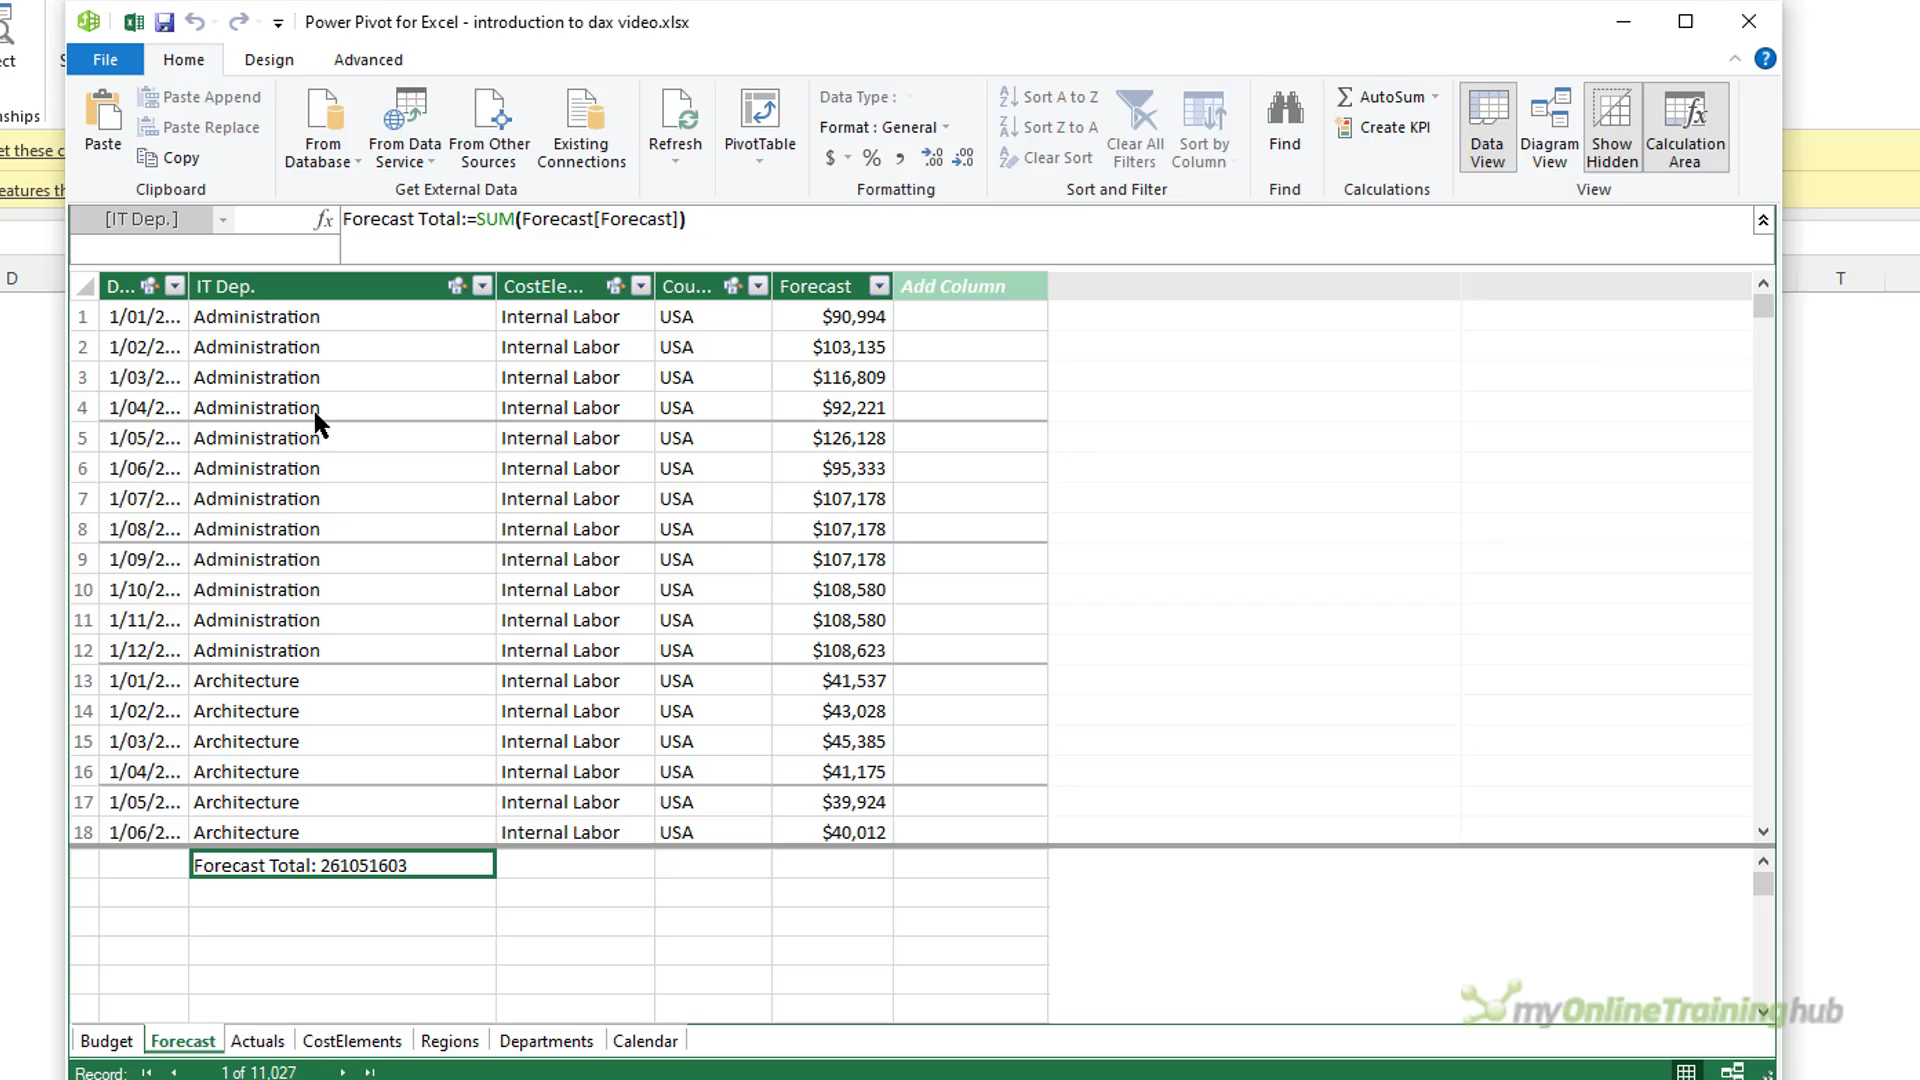 Power Pivot for Excel - introduction to dax video.xlsx
File Home Design Advanced
Paste
Paste Append
Paste Replace
Copy
Clipboard
From Database
From Data Service
From Other Sources
Existing Connections
Get External Data
Refresh
PivotTable
Data Type :
Format : General
$ % , .0 .00 .00 .0
Formatting
Sort A to Z
Sort Z to A
Clear Sort
Clear All Filters
Sort by Column
Sort and Filter
Find
Find
AutoSum
Create KPI
Calculations
Data View
Diagram View
Show Hidden
Calculation Area
View
ct
ships
et these c
eatures th
[IT Dep.] fx Forecast Total:=SUM(Forecast[Forecast])
D T
D... IT Dep. CostEle... Cou... Forecast Add Column
1 1/01/2... Administration Internal Labor USA $90,994
2 1/02/2... Administration Internal Labor USA $103,135
3 1/03/2... Administration Internal Labor USA $116,809
4 1/04/2... Administration Internal Labor USA $92,221
5 1/05/2... Administration Internal Labor USA $126,128
6 1/06/2... Administration Internal Labor USA $95,333
7 1/07/2... Administration Internal Labor USA $107,178
8 1/08/2... Administration Internal Labor USA $107,178
9 1/09/2... Administration Internal Labor USA $107,178
10 1/10/2... Administration Internal Labor USA $108,580
11 1/11/2... Administration Internal Labor USA $108,580
12 1/12/2... Administration Internal Labor USA $108,623
13 1/01/2... Architecture Internal Labor USA $41,537
14 1/02/2... Architecture Internal Labor USA $43,028
15 1/03/2... Architecture Internal Labor USA $45,385
16 1/04/2... Architecture Internal Labor USA $41,175
17 1/05/2... Architecture Internal Labor USA $39,924
18 1/06/2... Architecture Internal Labor USA $40,012
Forecast Total: 261051603
myOnlineTraininghub
Budget Forecast Actuals CostElements Regions Departments Calendar
Record: 1 of 11,027